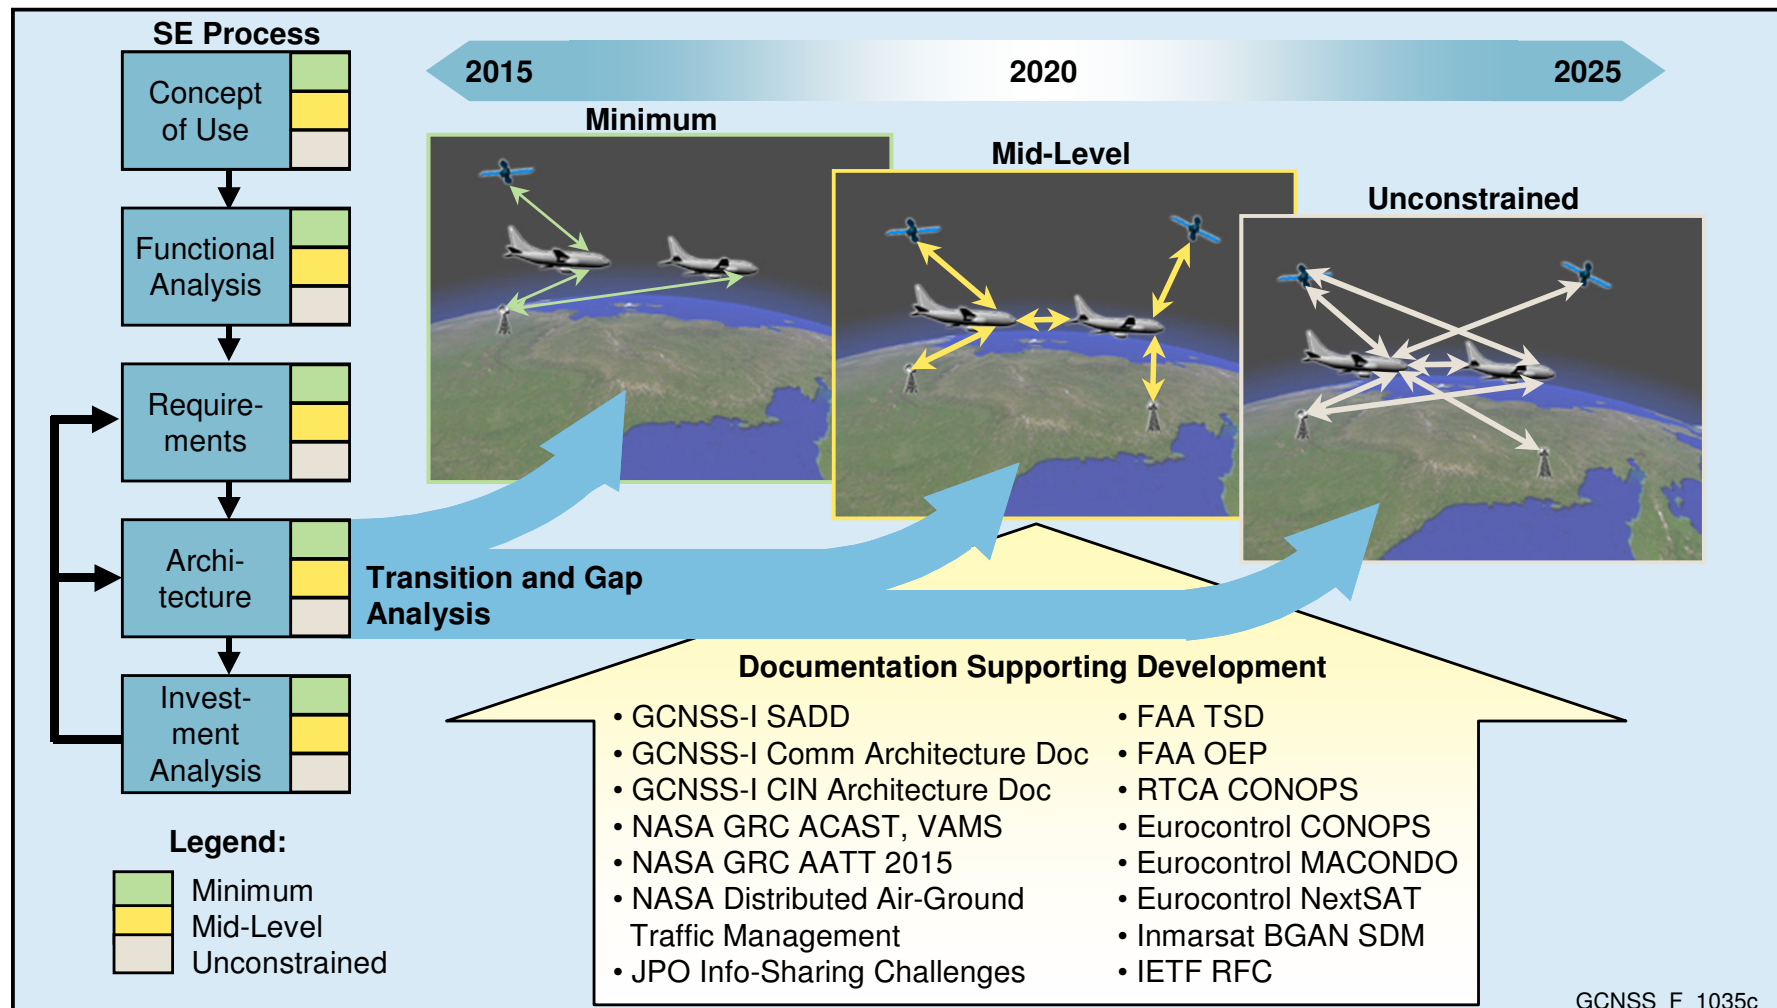 SE Process
Concept
of Use
Functional
Analysis
Require-
ments
Archi-
tecture
Invest-
ment
Analysis
Legend:
Minimum
Mid-Level
Unconstrained
2015
2020
2025
Minimum
Mid-Level
Unconstrained
Transition and Gap
Analysis
Documentation Supporting Development
• GCNSS-I SADD
• GCNSS-I Comm Architecture Doc
• GCNSS-I CIN Architecture Doc
• NASA GRC ACAST, VAMS
• NASA GRC AATT 2015
• NASA Distributed Air-Ground
Traffic Management
• JPO Info-Sharing Challenges
• FAA TSD
• FAA OEP
• RTCA CONOPS
• Eurocontrol CONOPS
• Eurocontrol MACONDO
• Eurocontrol NextSAT
• Inmarsat BGAN SDM
• IETF RFC
GCNSS_F_1035c